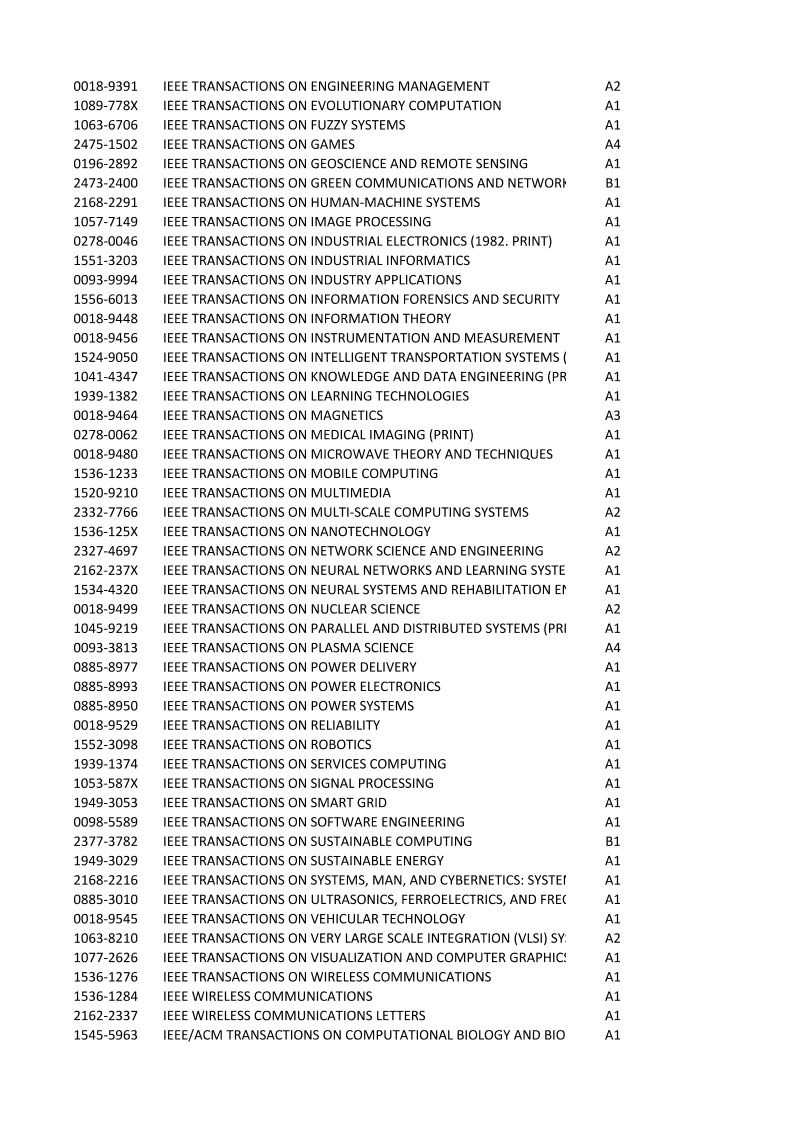 0018-9391 IEEE TRANSACTIONS ON ENGINEERING MANAGEMENT A2
1089-778X IEEE TRANSACTIONS ON EVOLUTIONARY COMPUTATION A1
1063-6706 IEEE TRANSACTIONS ON FUZZY SYSTEMS A1
2475-1502 IEEE TRANSACTIONS ON GAMES A4
0196-2892 IEEE TRANSACTIONS ON GEOSCIENCE AND REMOTE SENSING A1
2473-2400 IEEE TRANSACTIONS ON GREEN COMMUNICATIONS AND NETWORK B1
2168-2291 IEEE TRANSACTIONS ON HUMAN-MACHINE SYSTEMS A1
1057-7149 IEEE TRANSACTIONS ON IMAGE PROCESSING A1
0278-0046 IEEE TRANSACTIONS ON INDUSTRIAL ELECTRONICS (1982. PRINT) A1
1551-3203 IEEE TRANSACTIONS ON INDUSTRIAL INFORMATICS A1
0093-9994 IEEE TRANSACTIONS ON INDUSTRY APPLICATIONS A1
1556-6013 IEEE TRANSACTIONS ON INFORMATION FORENSICS AND SECURITY A1
0018-9448 IEEE TRANSACTIONS ON INFORMATION THEORY A1
0018-9456 IEEE TRANSACTIONS ON INSTRUMENTATION AND MEASUREMENT A1
1524-9050 IEEE TRANSACTIONS ON INTELLIGENT TRANSPORTATION SYSTEMS ( A1
1041-4347 IEEE TRANSACTIONS ON KNOWLEDGE AND DATA ENGINEERING (PR A1
1939-1382 IEEE TRANSACTIONS ON LEARNING TECHNOLOGIES A1
0018-9464 IEEE TRANSACTIONS ON MAGNETICS A3
0278-0062 IEEE TRANSACTIONS ON MEDICAL IMAGING (PRINT) A1
0018-9480 IEEE TRANSACTIONS ON MICROWAVE THEORY AND TECHNIQUES A1
1536-1233 IEEE TRANSACTIONS ON MOBILE COMPUTING A1
1520-9210 IEEE TRANSACTIONS ON MULTIMEDIA A1
2332-7766 IEEE TRANSACTIONS ON MULTI-SCALE COMPUTING SYSTEMS A2
1536-125X IEEE TRANSACTIONS ON NANOTECHNOLOGY A1
2327-4697 IEEE TRANSACTIONS ON NETWORK SCIENCE AND ENGINEERING A2
2162-237X IEEE TRANSACTIONS ON NEURAL NETWORKS AND LEARNING SYSTE A1
1534-4320 IEEE TRANSACTIONS ON NEURAL SYSTEMS AND REHABILITATION EN A1
0018-9499 IEEE TRANSACTIONS ON NUCLEAR SCIENCE A2
1045-9219 IEEE TRANSACTIONS ON PARALLEL AND DISTRIBUTED SYSTEMS (PRI A1
0093-3813 IEEE TRANSACTIONS ON PLASMA SCIENCE A4
0885-8977 IEEE TRANSACTIONS ON POWER DELIVERY A1
0885-8993 IEEE TRANSACTIONS ON POWER ELECTRONICS A1
0885-8950 IEEE TRANSACTIONS ON POWER SYSTEMS A1
0018-9529 IEEE TRANSACTIONS ON RELIABILITY A1
1552-3098 IEEE TRANSACTIONS ON ROBOTICS A1
1939-1374 IEEE TRANSACTIONS ON SERVICES COMPUTING A1
1053-587X IEEE TRANSACTIONS ON SIGNAL PROCESSING A1
1949-3053 IEEE TRANSACTIONS ON SMART GRID A1
0098-5589 IEEE TRANSACTIONS ON SOFTWARE ENGINEERING A1
2377-3782 IEEE TRANSACTIONS ON SUSTAINABLE COMPUTING B1
1949-3029 IEEE TRANSACTIONS ON SUSTAINABLE ENERGY A1
2168-2216 IEEE TRANSACTIONS ON SYSTEMS, MAN, AND CYBERNETICS: SYSTEM A1
0885-3010 IEEE TRANSACTIONS ON ULTRASONICS, FERROELECTRICS, AND FREQ A1
0018-9545 IEEE TRANSACTIONS ON VEHICULAR TECHNOLOGY A1
1063-8210 IEEE TRANSACTIONS ON VERY LARGE SCALE INTEGRATION (VLSI) SYS A2
1077-2626 IEEE TRANSACTIONS ON VISUALIZATION AND COMPUTER GRAPHICS A1
1536-1276 IEEE TRANSACTIONS ON WIRELESS COMMUNICATIONS A1
1536-1284 IEEE WIRELESS COMMUNICATIONS A1
2162-2337 IEEE WIRELESS COMMUNICATIONS LETTERS A1
1545-5963 IEEE/ACM TRANSACTIONS ON COMPUTATIONAL BIOLOGY AND BIO A1